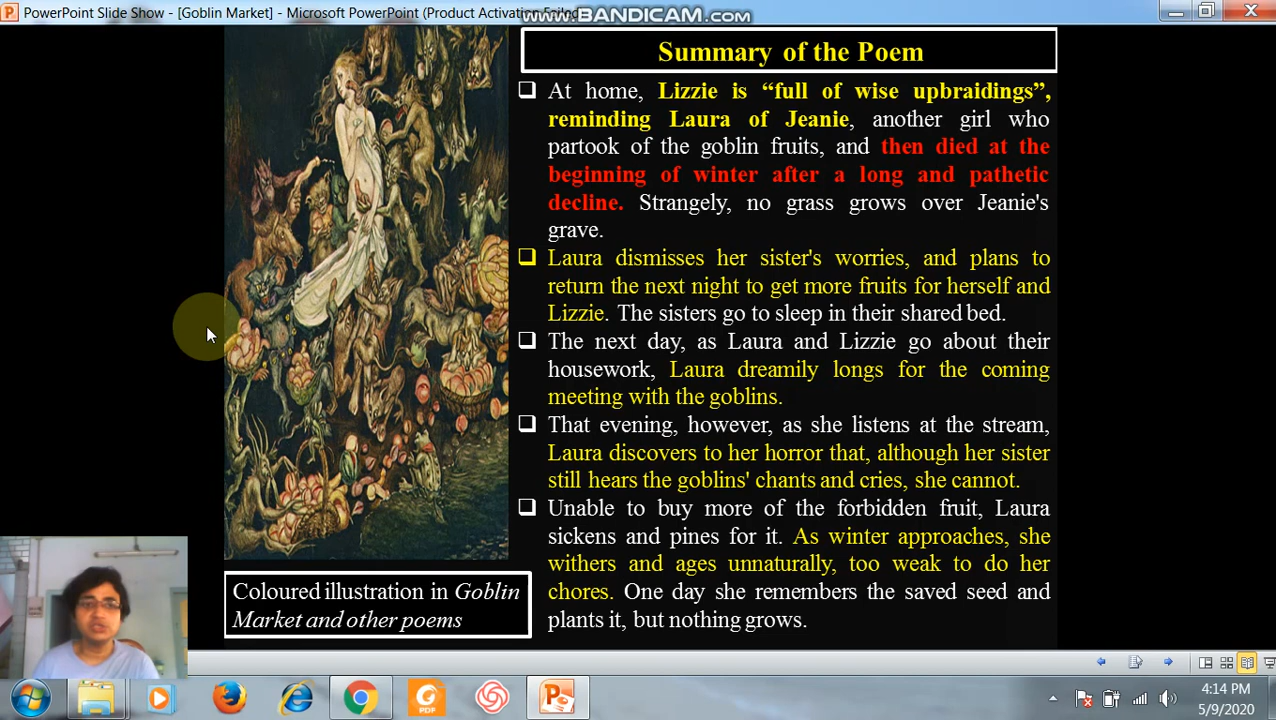 PowerPoint Slide Show - [Goblin Market] - Microsoft PowerPoint (Product Activation Failed)
www.BANDICAM.com
Summary of the Poem
❑ At home, Lizzie is “full of wise upbraidings”,
reminding Laura of Jeanie, another girl who
partook of the goblin fruits, and then died at the
beginning of winter after a long and pathetic
decline. Strangely, no grass grows over Jeanie's
grave.
❑ Laura dismisses her sister's worries, and plans to
return the next night to get more fruits for herself and
Lizzie. The sisters go to sleep in their shared bed.
❑ The next day, as Laura and Lizzie go about their
housework, Laura dreamily longs for the coming
meeting with the goblins.
❑ That evening, however, as she listens at the stream,
Laura discovers to her horror that, although her sister
still hears the goblins' chants and cries, she cannot.
❑ Unable to buy more of the forbidden fruit, Laura
sickens and pines for it. As winter approaches, she
withers and ages unnaturally, too weak to do her
chores. One day she remembers the saved seed and
plants it, but nothing grows.
Coloured illustration in Goblin
Market and other poems
PDF
4:14 PM
5/9/2020